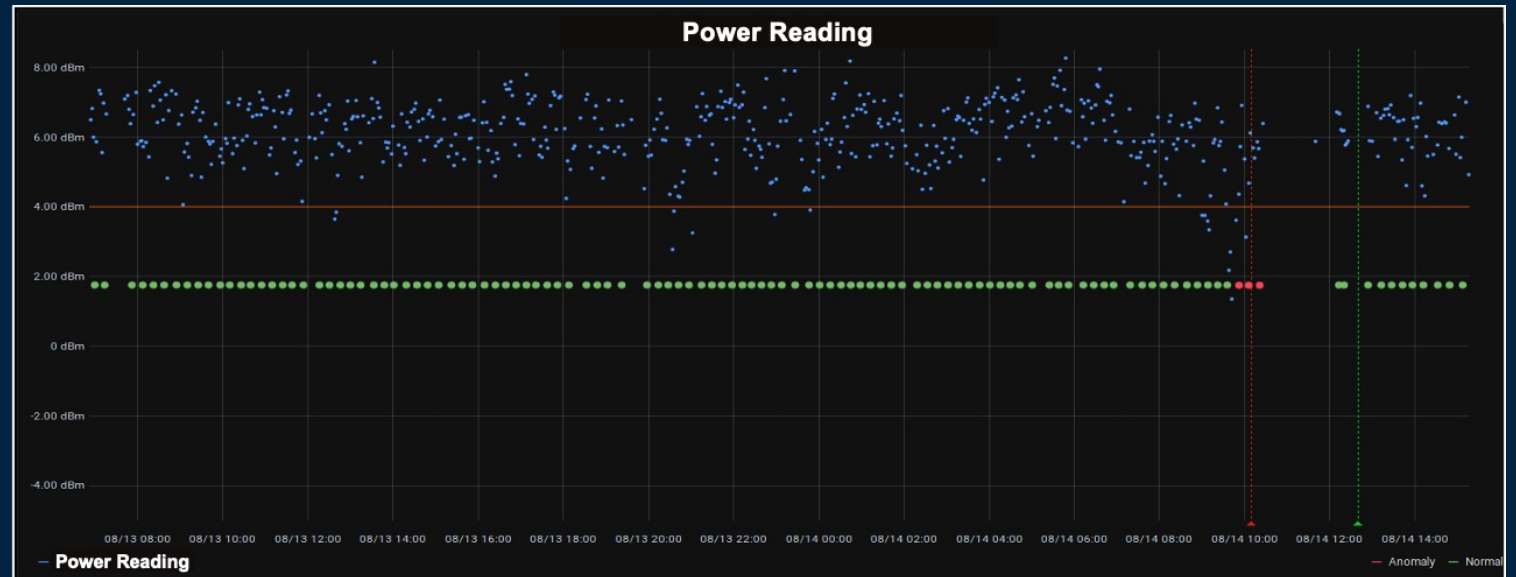 Power Reading
8.00 dBm
6.00 dBm
4.00 dBm
2.00 dBm
0 dBm
-2.00 dBm
-4.00 dBm
08/13 08:00 08/13 10:00 08/13 12:00 08/13 14:00 08/13 16:00 08/13 18:00 08/13 20:00 08/13 22:00 08/14 00:00 08/14 02:00 08/14 04:00 08/14 06:00 08/14 08:00 08/14 10:00 08/14 12:00 08/14 14:00
Power Reading Anomaly Normal